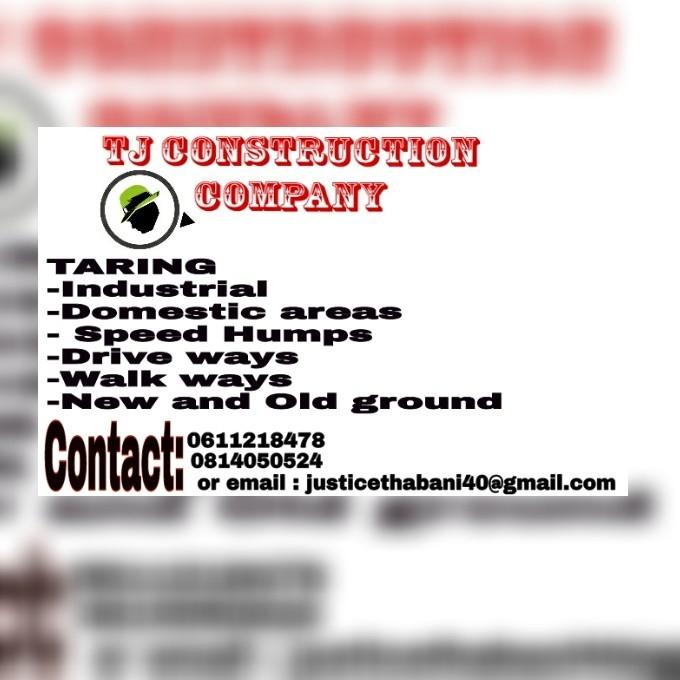 TJ CONSTRUCTION
COMPANY
TARING
-Industrial
-Domestic areas
- Speed Humps
-Drive ways
-Walk ways
-New and Old ground
Contact: 0611218478
0814050524
or email : justicethabani40@gmail.com